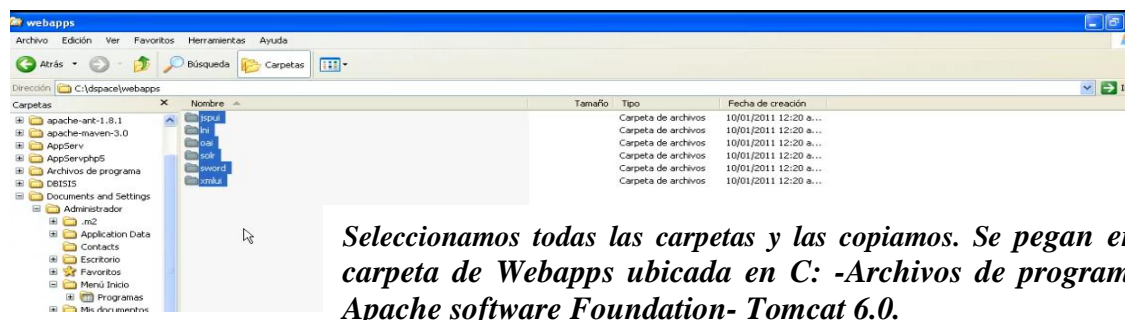 webapps
Archivo Edición Ver Favoritos Herramientas Ayuda
Atrás Búsqueda Carpetas
Dirección C:\dspace\webapps
Carpetas × Nombre Tamaño Tipo Fecha de creación
apache-ant-1.8.1 jspui Carpeta de archivos 10/01/2011 12:20 a...
apache-maven-3.0 lni Carpeta de archivos 10/01/2011 12:20 a...
AppServ oai Carpeta de archivos 10/01/2011 12:20 a...
AppServphp5 solr Carpeta de archivos 10/01/2011 12:20 a...
Archivos de programa sword Carpeta de archivos 10/01/2011 12:20 a...
DBISIS xmlui Carpeta de archivos 10/01/2011 12:20 a...
Documents and Settings
Administrador
.m2
Application Data
Contacts
Escritorio
Favoritos
Menú Inicio
Programas
Mis documentos
Seleccionamos todas las carpetas y las copiamos. Se pegan en
carpeta de Webapps ubicada en C: -Archivos de program
Apache software Foundation- Tomcat 6.0.